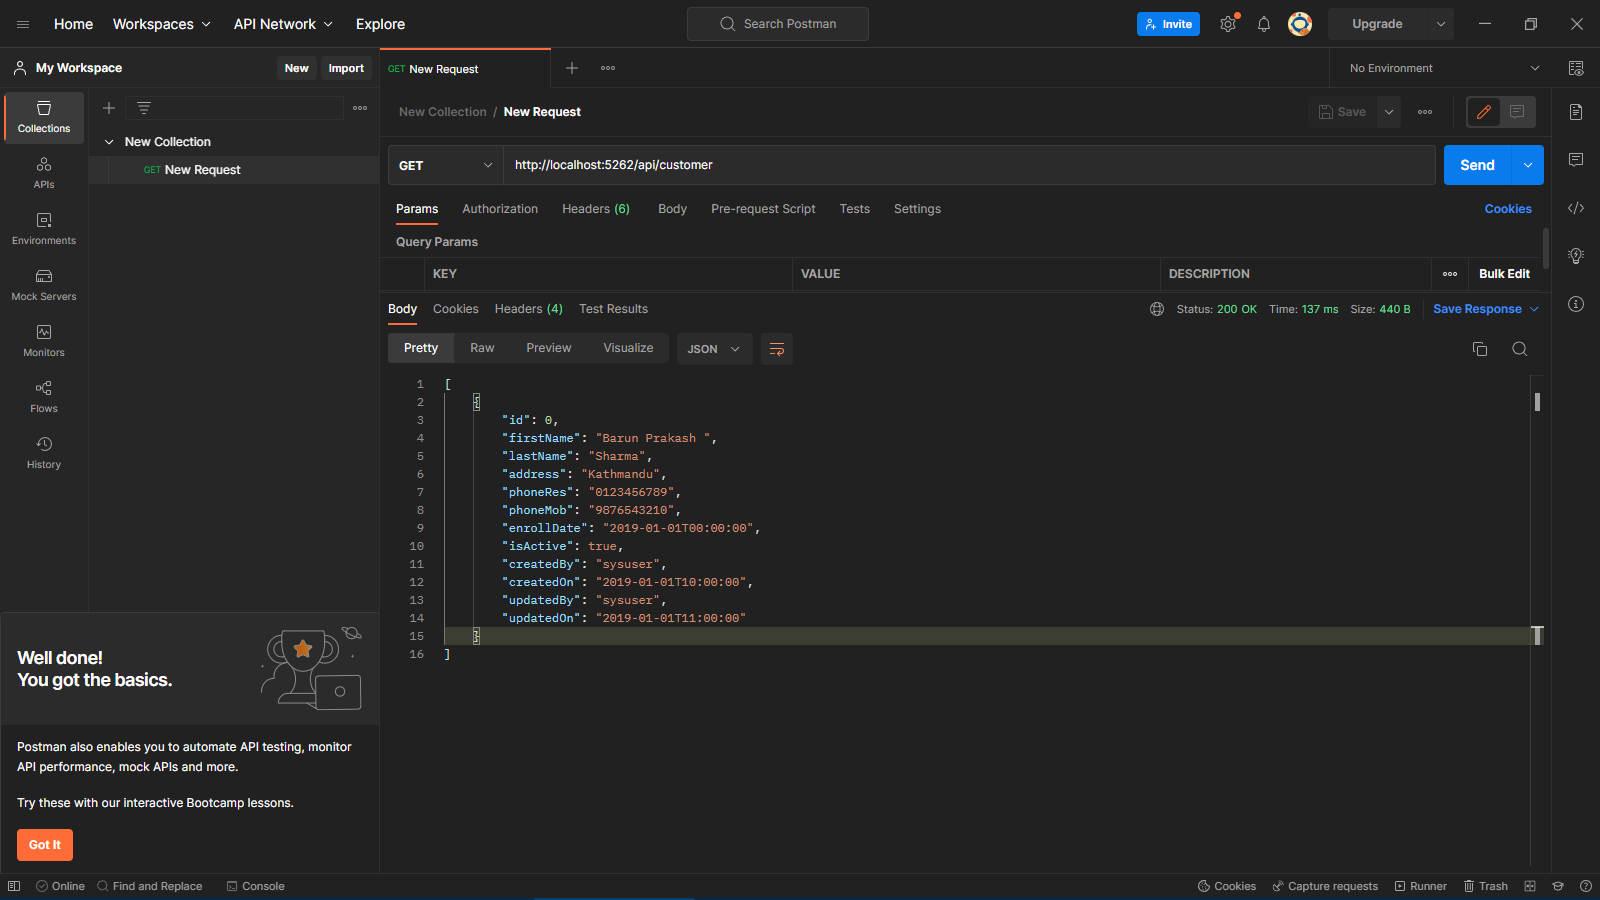 Home Workspaces API Network Explore Search Postman Invite Upgrade
My Workspace New Import
GET New Request
No Environment
Collections
APIs
Environments
Mock Servers
Monitors
Flows
History
New Collection
GET New Request
New Collection / New Request Save
GET http://localhost:5262/api/customer Send
Params Authorization Headers (6) Body Pre-request Script Tests Settings Cookies
Query Params
KEY VALUE DESCRIPTION Bulk Edit
Body Cookies Headers (4) Test Results Status: 200 OK Time: 137 ms Size: 440 B Save Response
Pretty Raw Preview Visualize JSON
1 [
2 {
3 "id": 0,
4 "firstName": "Barun Prakash ",
5 "lastName": "Sharma",
6 "address": "Kathmandu",
7 "phoneRes": "0123456789",
8 "phoneMob": "9876543210",
9 "enrollDate": "2019-01-01T00:00:00",
10 "isActive": true,
11 "createdBy": "sysuser",
12 "createdOn": "2019-01-01T10:00:00",
13 "updatedBy": "sysuser",
14 "updatedOn": "2019-01-01T11:00:00"
15 }
16 ]
Well done!
You got the basics.
Postman also enables you to automate API testing, monitor
API performance, mock APIs and more.
Try these with our interactive Bootcamp lessons.
Got It
Online Find and Replace Console Cookies Capture requests Runner Trash